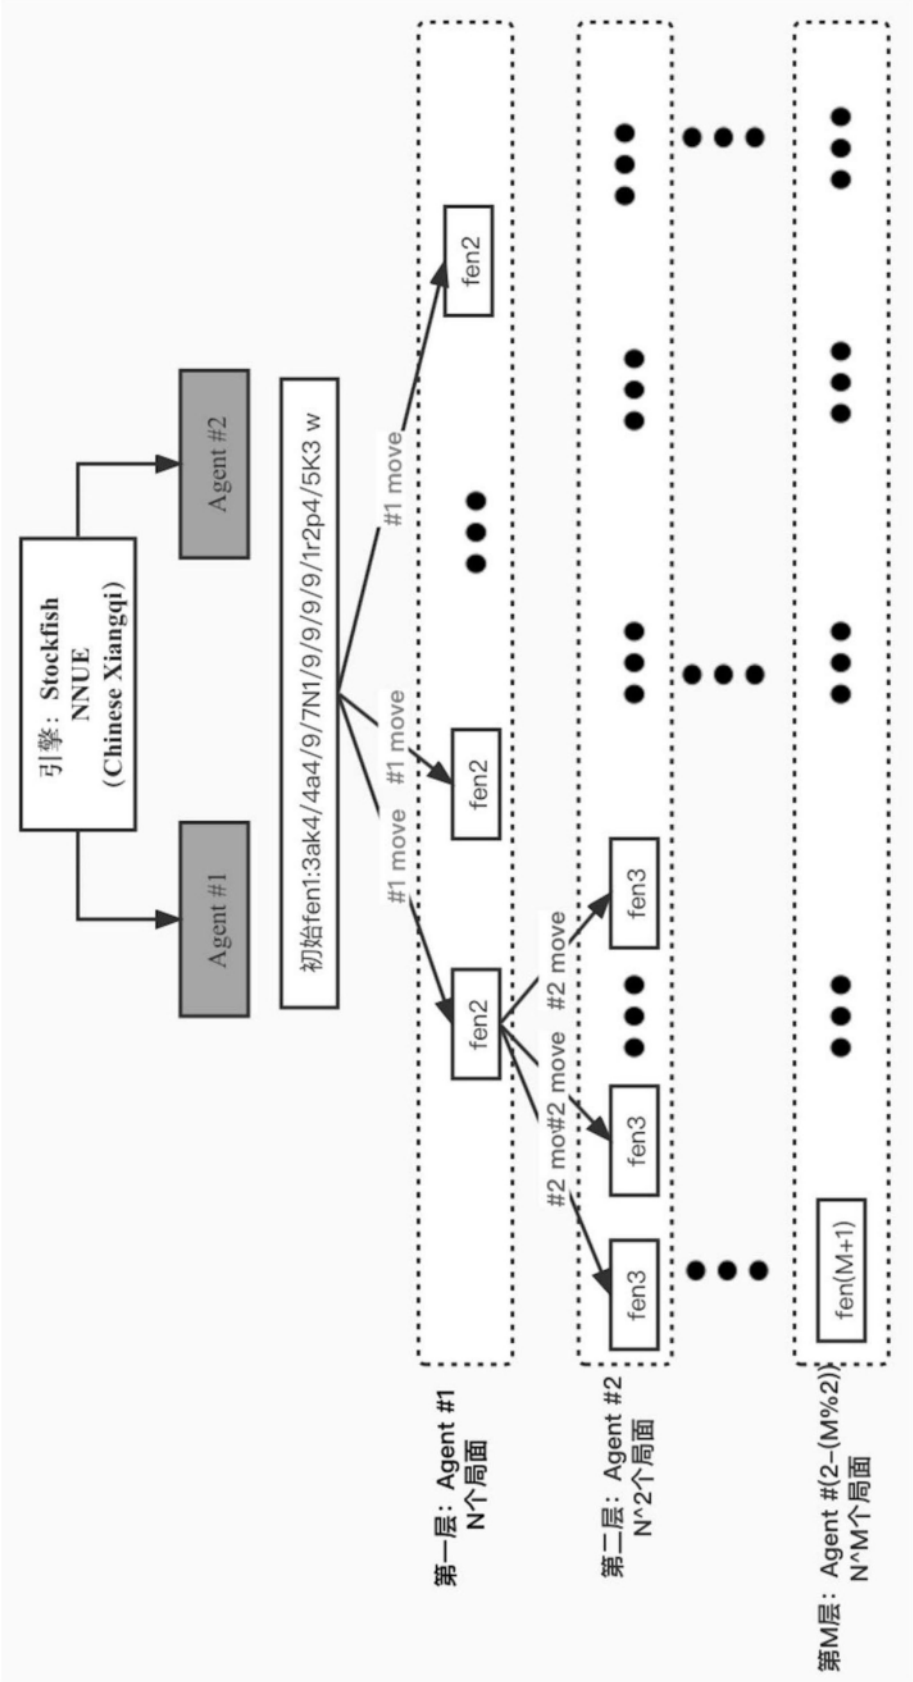 引擎：Stockfish
NNUE
（Chinese Xiangqi）
Agent #1
Agent #2
初始fen1:3ak4/4a4/9/7N1/9/9/9/9/1r2p4/5K3 w
#1 move
#1 move
#1 move
第一层：Agent #1
N个局面
fen2
fen2
fen2
#2 mov
#2 move
#2 move
第二层：Agent #2
N^2个局面
fen3
fen3
fen3
第M层：Agent #(2-(M%2))
N^M个局面
fen(M+1)